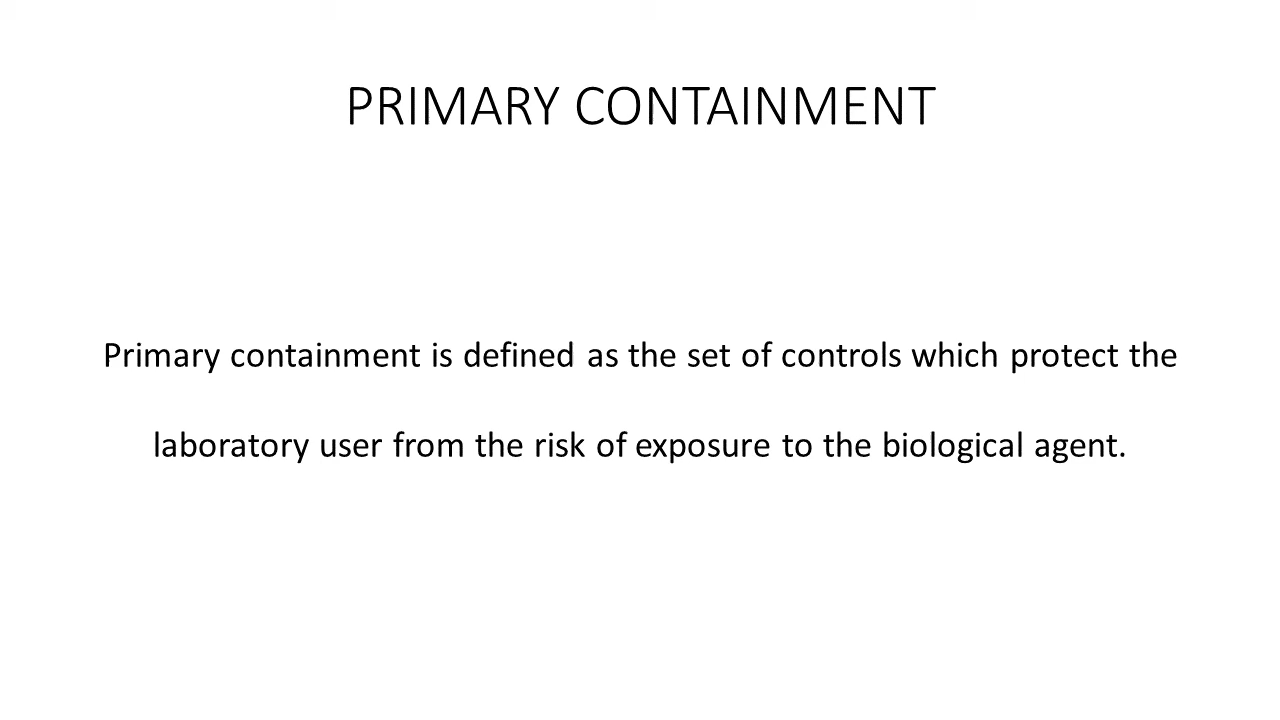 PRIMARY CONTAINMENT
Primary containment is defined as the set of controls which protect the
laboratory user from the risk of exposure to the biological agent.